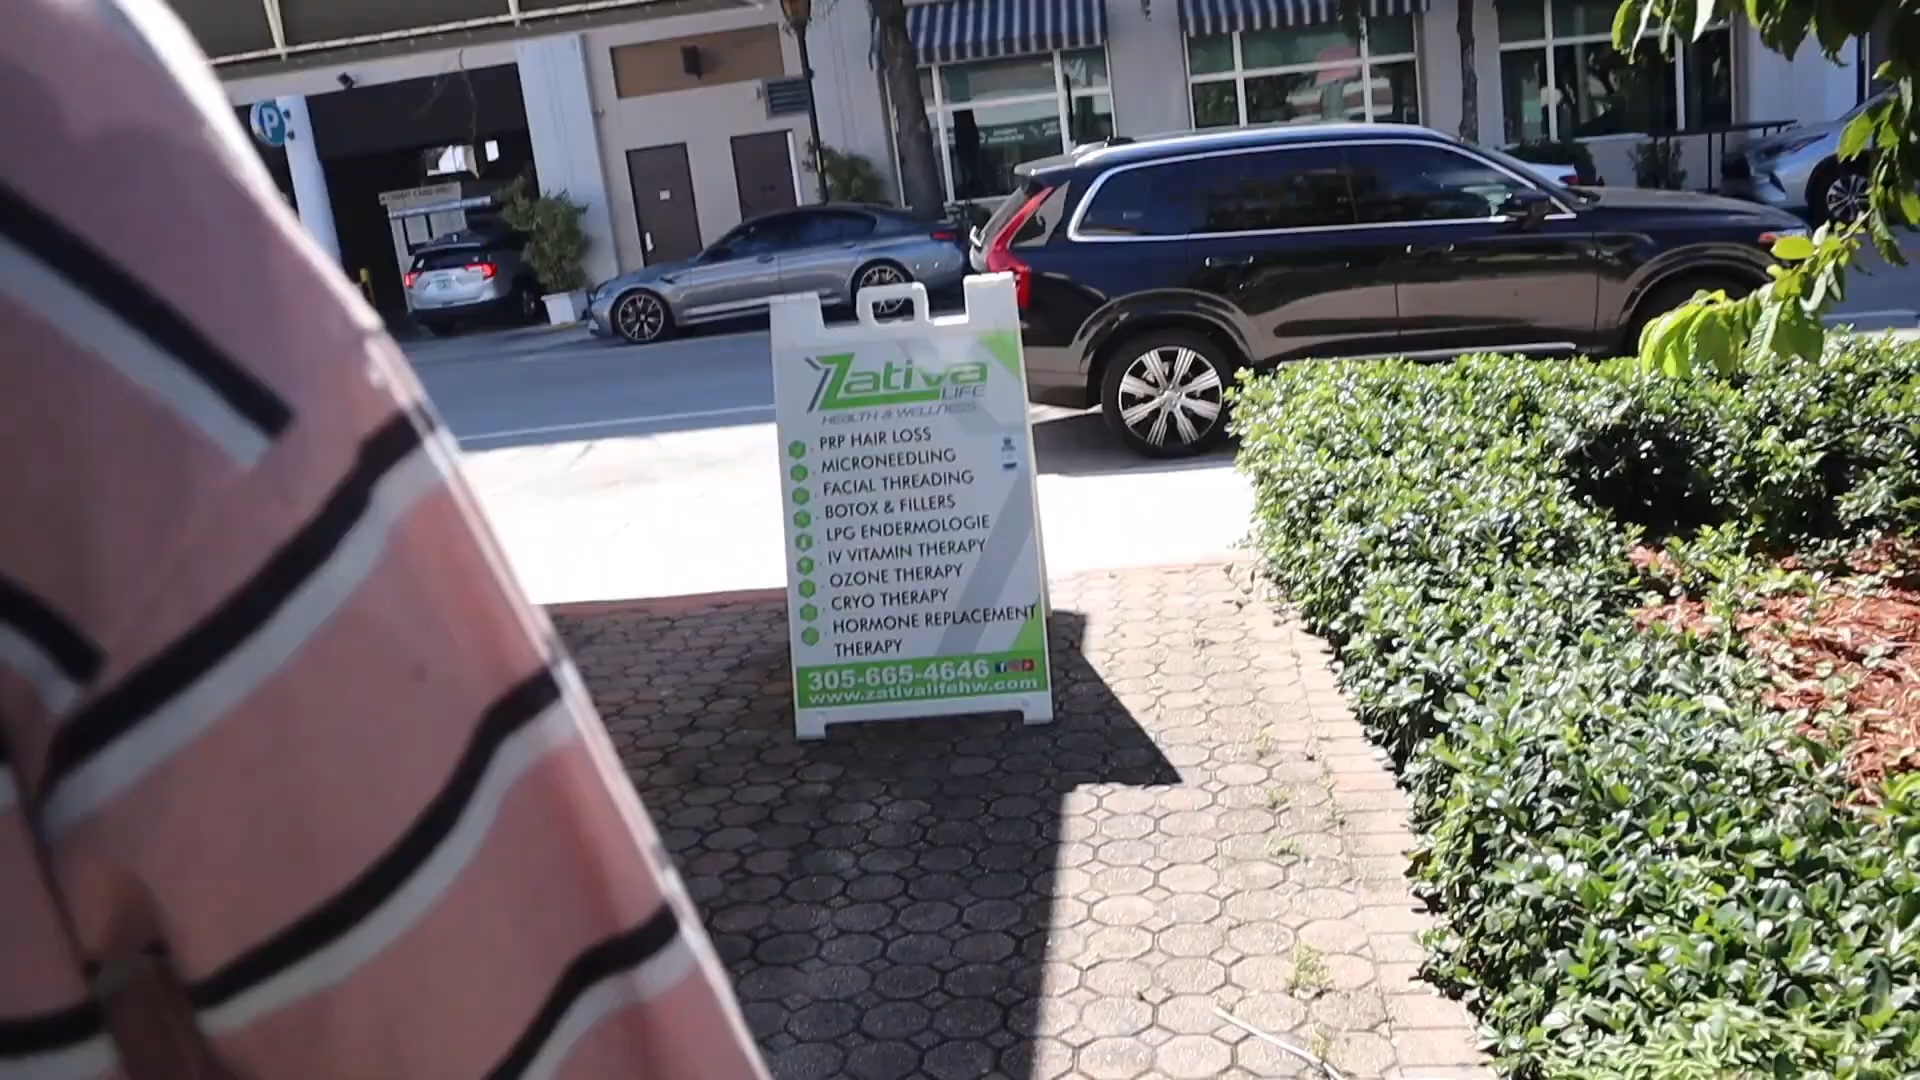 P
Zativa
LIFE
HEALTH & WELLNESS
. PRP HAIR LOSS
. MICRONEEDLING
. FACIAL THREADING
. BOTOX & FILLERS
. LPG ENDERMOLOGIE
. IV VITAMIN THERAPY
. OZONE THERAPY
. CRYO THERAPY
. HORMONE REPLACEMENT
THERAPY
305-665-4646
www.zativalifehw.com